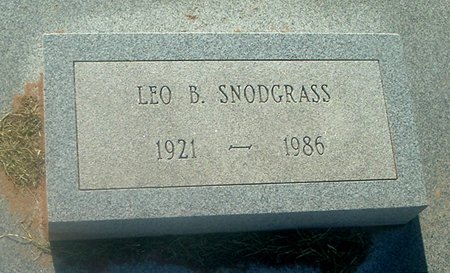 LEO B. SNODGRASS
1921 — 1986